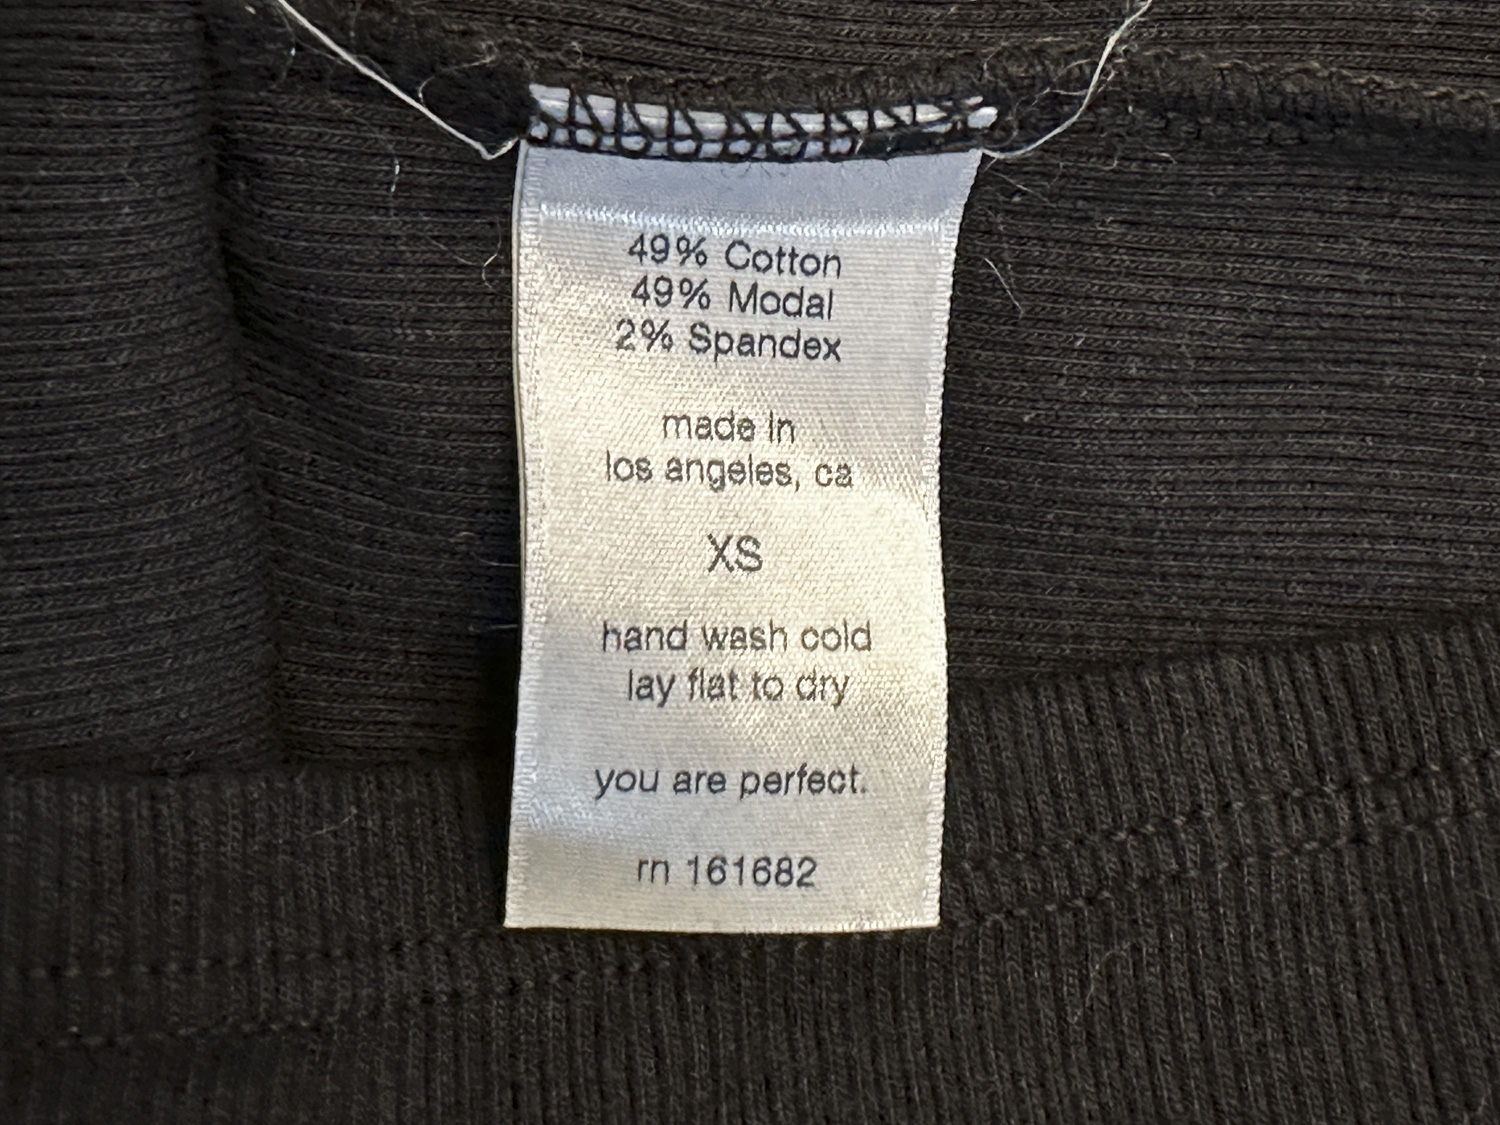 49% Cotton
49% Modal
2% Spandex
made in
los angeles, ca
XS
hand wash cold
lay flat to dry
you are perfect.
rn 161682